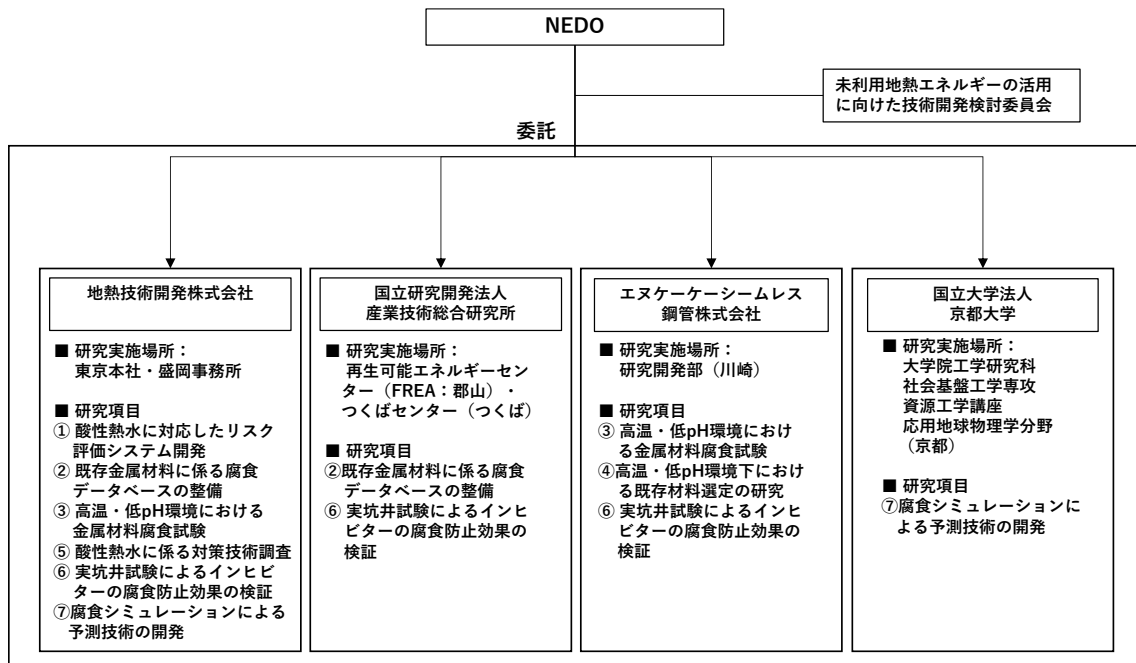 NEDO
未利用地熱エネルギーの活用
に向けた技術開発検討委員会
委託
地熱技術開発株式会社
■ 研究実施場所：
東京本社・盛岡事務所
■ 研究項目
① 酸性熱水に対応したリスク
評価システム開発
② 既存金属材料に係る腐食
データベースの整備
③ 高温・低pH環境における
金属材料腐食試験
⑤ 酸性熱水に係る対策技術調査
⑥ 実坑井試験によるインヒビ
ターの腐食防止効果の検証
⑦腐食シミュレーションによる
予測技術の開発
国立研究開発法人
産業技術総合研究所
■ 研究実施場所：
再生可能エネルギーセン
ター（FREA：郡山）・
つくばセンター（つくば）
■ 研究項目
②既存金属材料に係る腐食
データベースの整備
⑥ 実坑井試験によるインヒ
ビターの腐食防止効果の
検証
エヌケーケーシームレス
鋼管株式会社
■ 研究実施場所：
研究開発部（川崎）
■ 研究項目
③ 高温・低pH環境におけ
る金属材料腐食試験
④高温・低pH環境下におけ
る既存材料選定の研究
⑥ 実坑井試験によるインヒ
ビターの腐食防止効果の
検証
国立大学法人
京都大学
■ 研究実施場所：
大学院工学研究科
社会基盤工学専攻
資源工学講座
応用地球物理学分野
（京都）
■ 研究項目
⑦腐食シミュレーションに
よる予測技術の開発